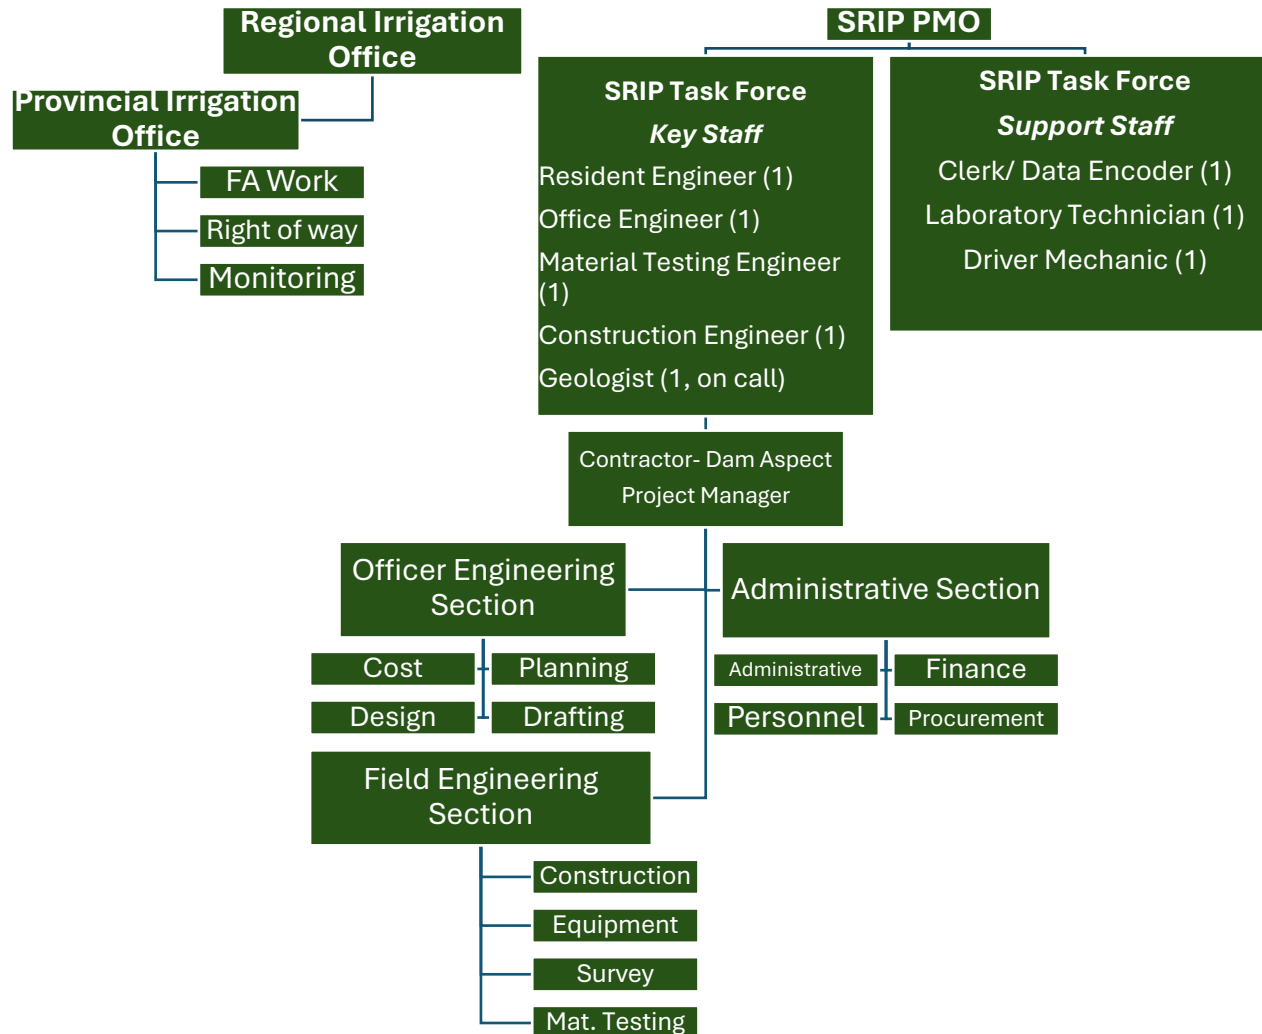 Regional Irrigation
Office
Provincial Irrigation
Office
FA Work
Right of way
Monitoring
SRIP PMO
SRIP Task Force
Key Staff
Resident Engineer (1)
Office Engineer (1)
Material Testing Engineer
(1)
Construction Engineer (1)
Geologist (1, on call)
SRIP Task Force
Support Staff
Clerk/ Data Encoder (1)
Laboratory Technician (1)
Driver Mechanic (1)
Contractor- Dam Aspect
Project Manager
Officer Engineering
Section
Cost
Planning
Design
Drafting
Administrative Section
Administrative
Finance
Personnel
Procurement
Field Engineering
Section
Construction
Equipment
Survey
Mat. Testing